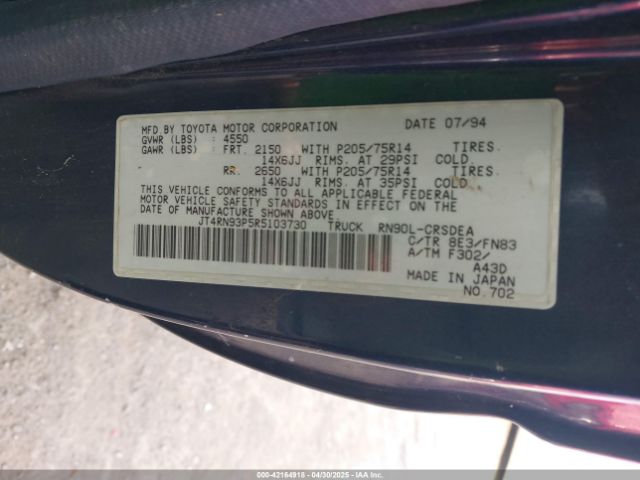 MFD BY TOYOTA MOTOR CORPORATION DATE 07/94
GVWR (LBS) : 4550
GAWR (LBS) : FRT. 2150 WITH P205/75R14 TIRES.
14X6JJ RIMS. AT 29PSI COLD.
RR. 2650 WITH P205/75R14 TIRES.
14X6JJ RIMS. AT 35PSI COLD.
THIS VEHICLE CONFORMS TO ALL APPLICABLE FEDERAL
MOTOR VEHICLE SAFETY STANDARDS IN EFFECT ON THE
DATE OF MANUFACTURE SHOWN ABOVE.
JT4RN93P5R5103730 TRUCK RN90L-CRSDEA
C/TR 8E3/FN83
A/TM F302/
A43D
MADE IN JAPAN
NO.702
000-42164918 - 04/30/2025 - IAA, Inc.